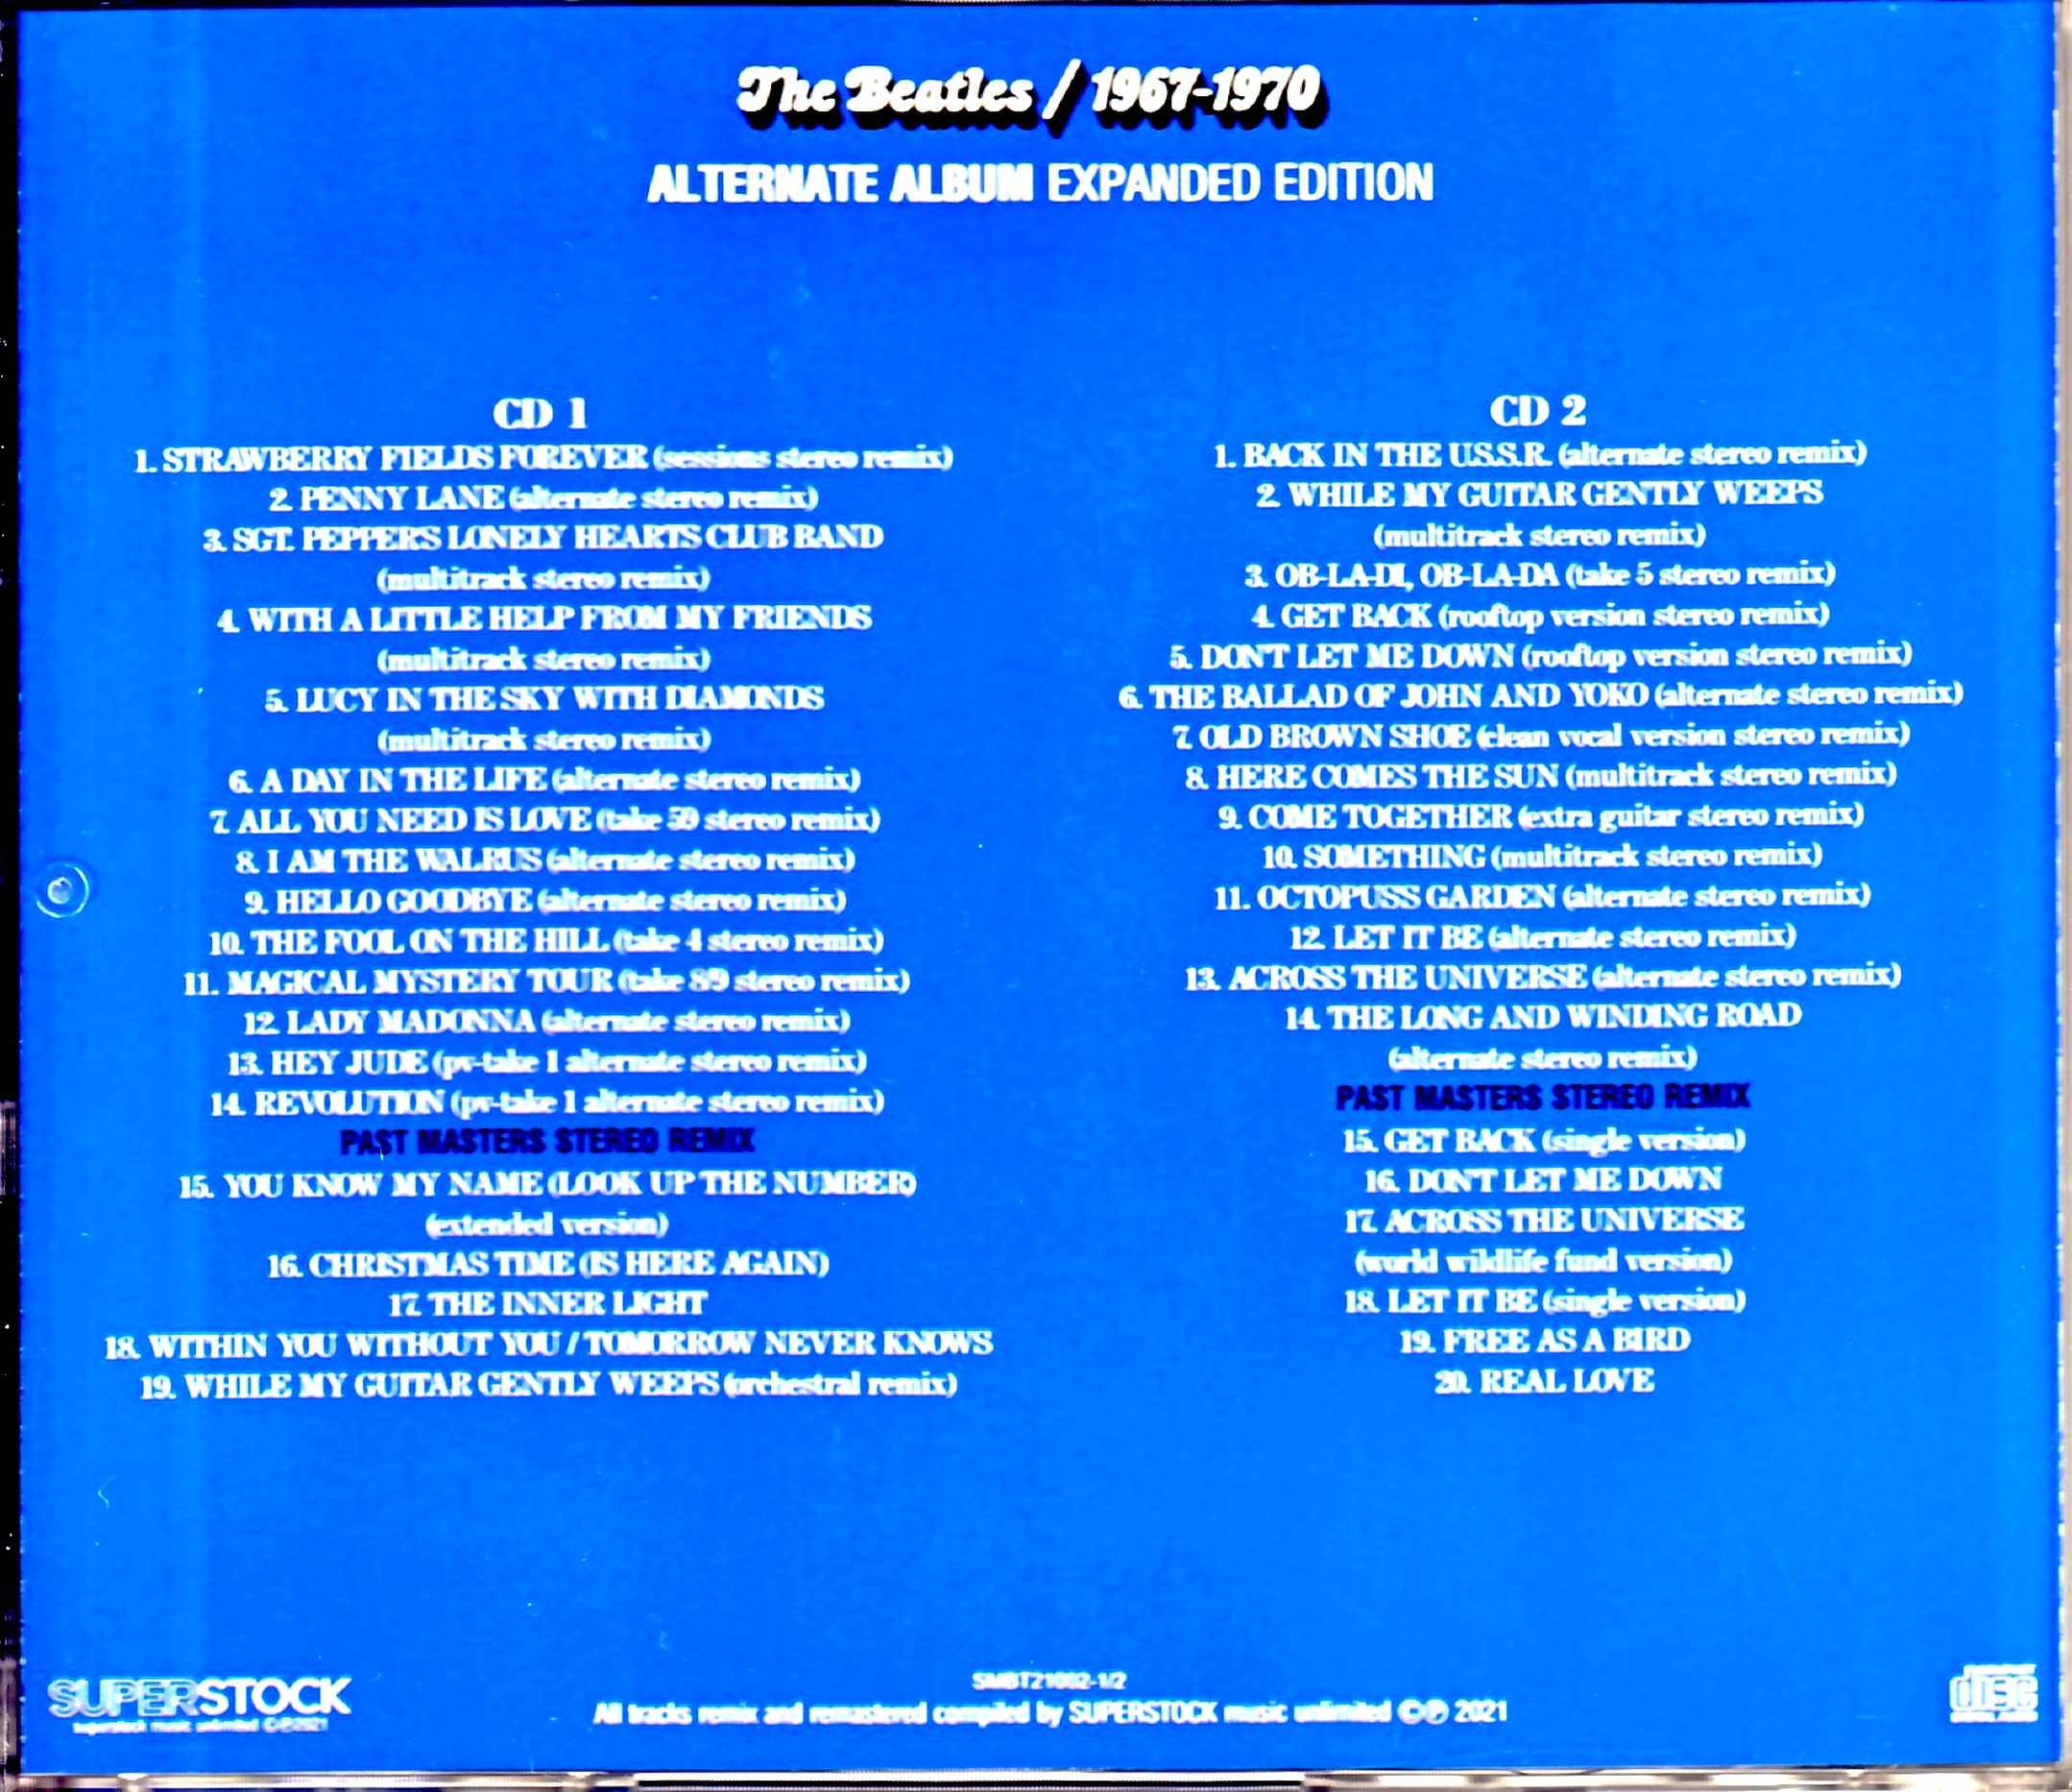 The Beatles / 1967-1970
ALTERNATE ALBUM EXPANDED EDITION
CD 1
1. STRAWBERRY FIELDS FOREVER (sessions stereo remix)
2. PENNY LANE (alternate stereo remix)
3. SGT. PEPPER'S LONELY HEARTS CLUB BAND
(multitrack stereo remix)
4. WITH A LITTLE HELP FROM MY FRIENDS
(multitrack stereo remix)
5. LUCY IN THE SKY WITH DIAMONDS
(multitrack stereo remix)
6. A DAY IN THE LIFE (alternate stereo remix)
7. ALL YOU NEED IS LOVE (take 59 stereo remix)
8. I AM THE WALRUS (alternate stereo remix)
9. HELLO GOODBYE (alternate stereo remix)
10. THE FOOL ON THE HILL (take 4 stereo remix)
11. MAGICAL MYSTERY TOUR (take 8/9 stereo remix)
12. LADY MADONNA (alternate stereo remix)
13. HEY JUDE (pv-take 1 alternate stereo remix)
14. REVOLUTION (pv-take 1 alternate stereo remix)
PAST MASTERS STEREO REMIX
15. YOU KNOW MY NAME (LOOK UP THE NUMBER)
(extended version)
16. CHRISTMAS TIME (IS HERE AGAIN)
17. THE INNER LIGHT
18. WITHIN YOU WITHOUT YOU / TOMORROW NEVER KNOWS
19. WHILE MY GUITAR GENTLY WEEPS (orchestral remix)
CD 2
1. BACK IN THE U.S.S.R. (alternate stereo remix)
2. WHILE MY GUITAR GENTLY WEEPS
(multitrack stereo remix)
3. OB-LA-DI, OB-LA-DA (take 5 stereo remix)
4. GET BACK (rooftop version stereo remix)
5. DON'T LET ME DOWN (rooftop version stereo remix)
6. THE BALLAD OF JOHN AND YOKO (alternate stereo remix)
7. OLD BROWN SHOE (clean vocal version stereo remix)
8. HERE COMES THE SUN (multitrack stereo remix)
9. COME TOGETHER (extra guitar stereo remix)
10. SOMETHING (multitrack stereo remix)
11. OCTOPUS'S GARDEN (alternate stereo remix)
12. LET IT BE (alternate stereo remix)
13. ACROSS THE UNIVERSE (alternate stereo remix)
14. THE LONG AND WINDING ROAD
(alternate stereo remix)
PAST MASTERS STEREO REMIX
15. GET BACK (single version)
16. DON'T LET ME DOWN
17. ACROSS THE UNIVERSE
(world wildlife fund version)
18. LET IT BE (single version)
19. FREE AS A BIRD
20. REAL LOVE
SUPERSTOCK
superstock music unlimited ©℗2021
SMBT21002-1/2
All tracks remix and remastered compiled by SUPERSTOCK music unlimited ©℗ 2021
disc